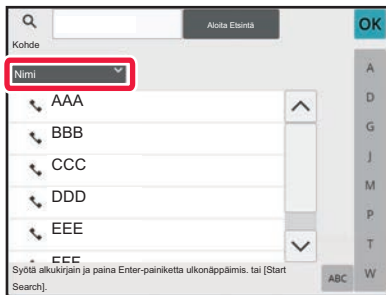 Aloita Etsintä
OK
Kohde
Nimi
A
AAA
D
BBB
G
CCC
J
DDD
M
EEE
P
FFF
T
Syötä alkukirjain ja paina Enter-painiketta ulkonäppäimis. tai [Start
Search].
ABC
W